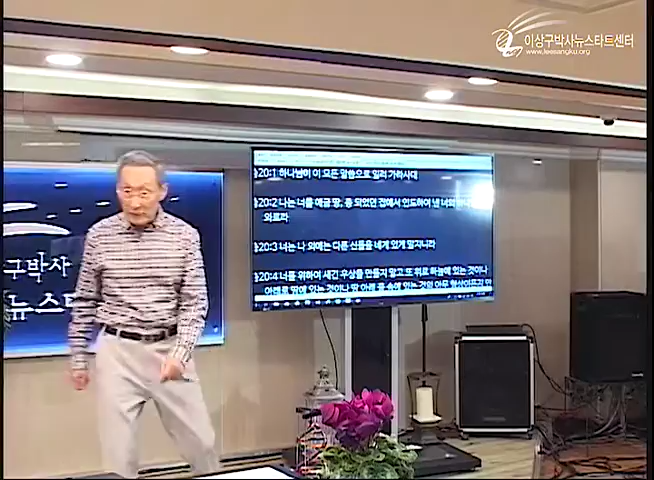 이상구박사뉴스타트센터
www.leesangku.org
20:1 하나님이 이 모든 말씀으로 일러 가라사대
20:2 나는 너를 애굽 땅, 종 되었던 집에서 인도하여 낸 너의
와로라
20:3 너는 나 외에는 다른 신들을 네게 있게 말지니라
20:4 너를 위하여 새긴 우상을 만들지 말고 또 위로 하늘에 있는 것이나
아래로 땅에 있는 것이나 땅 아래 물 속에 있는 것의 아무
구박사
뉴스